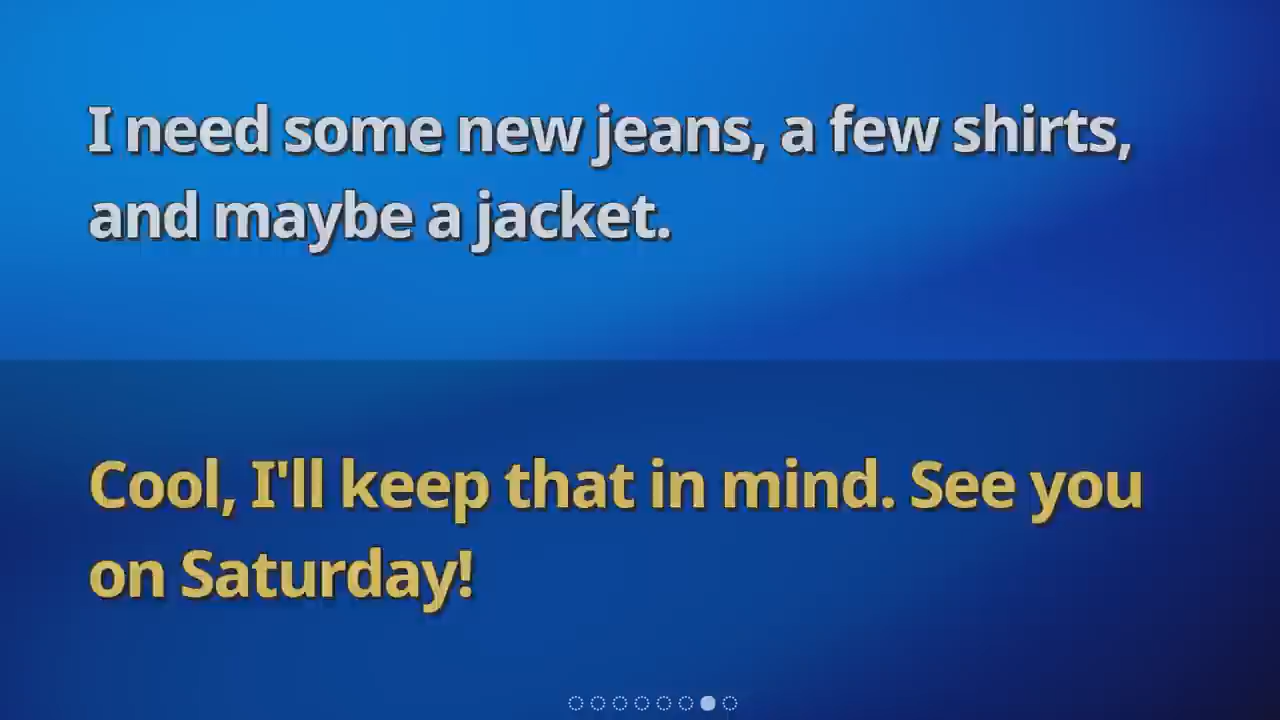 I need some new jeans, a few shirts,
and maybe a jacket.
Cool, I'll keep that in mind. See you
on Saturday!